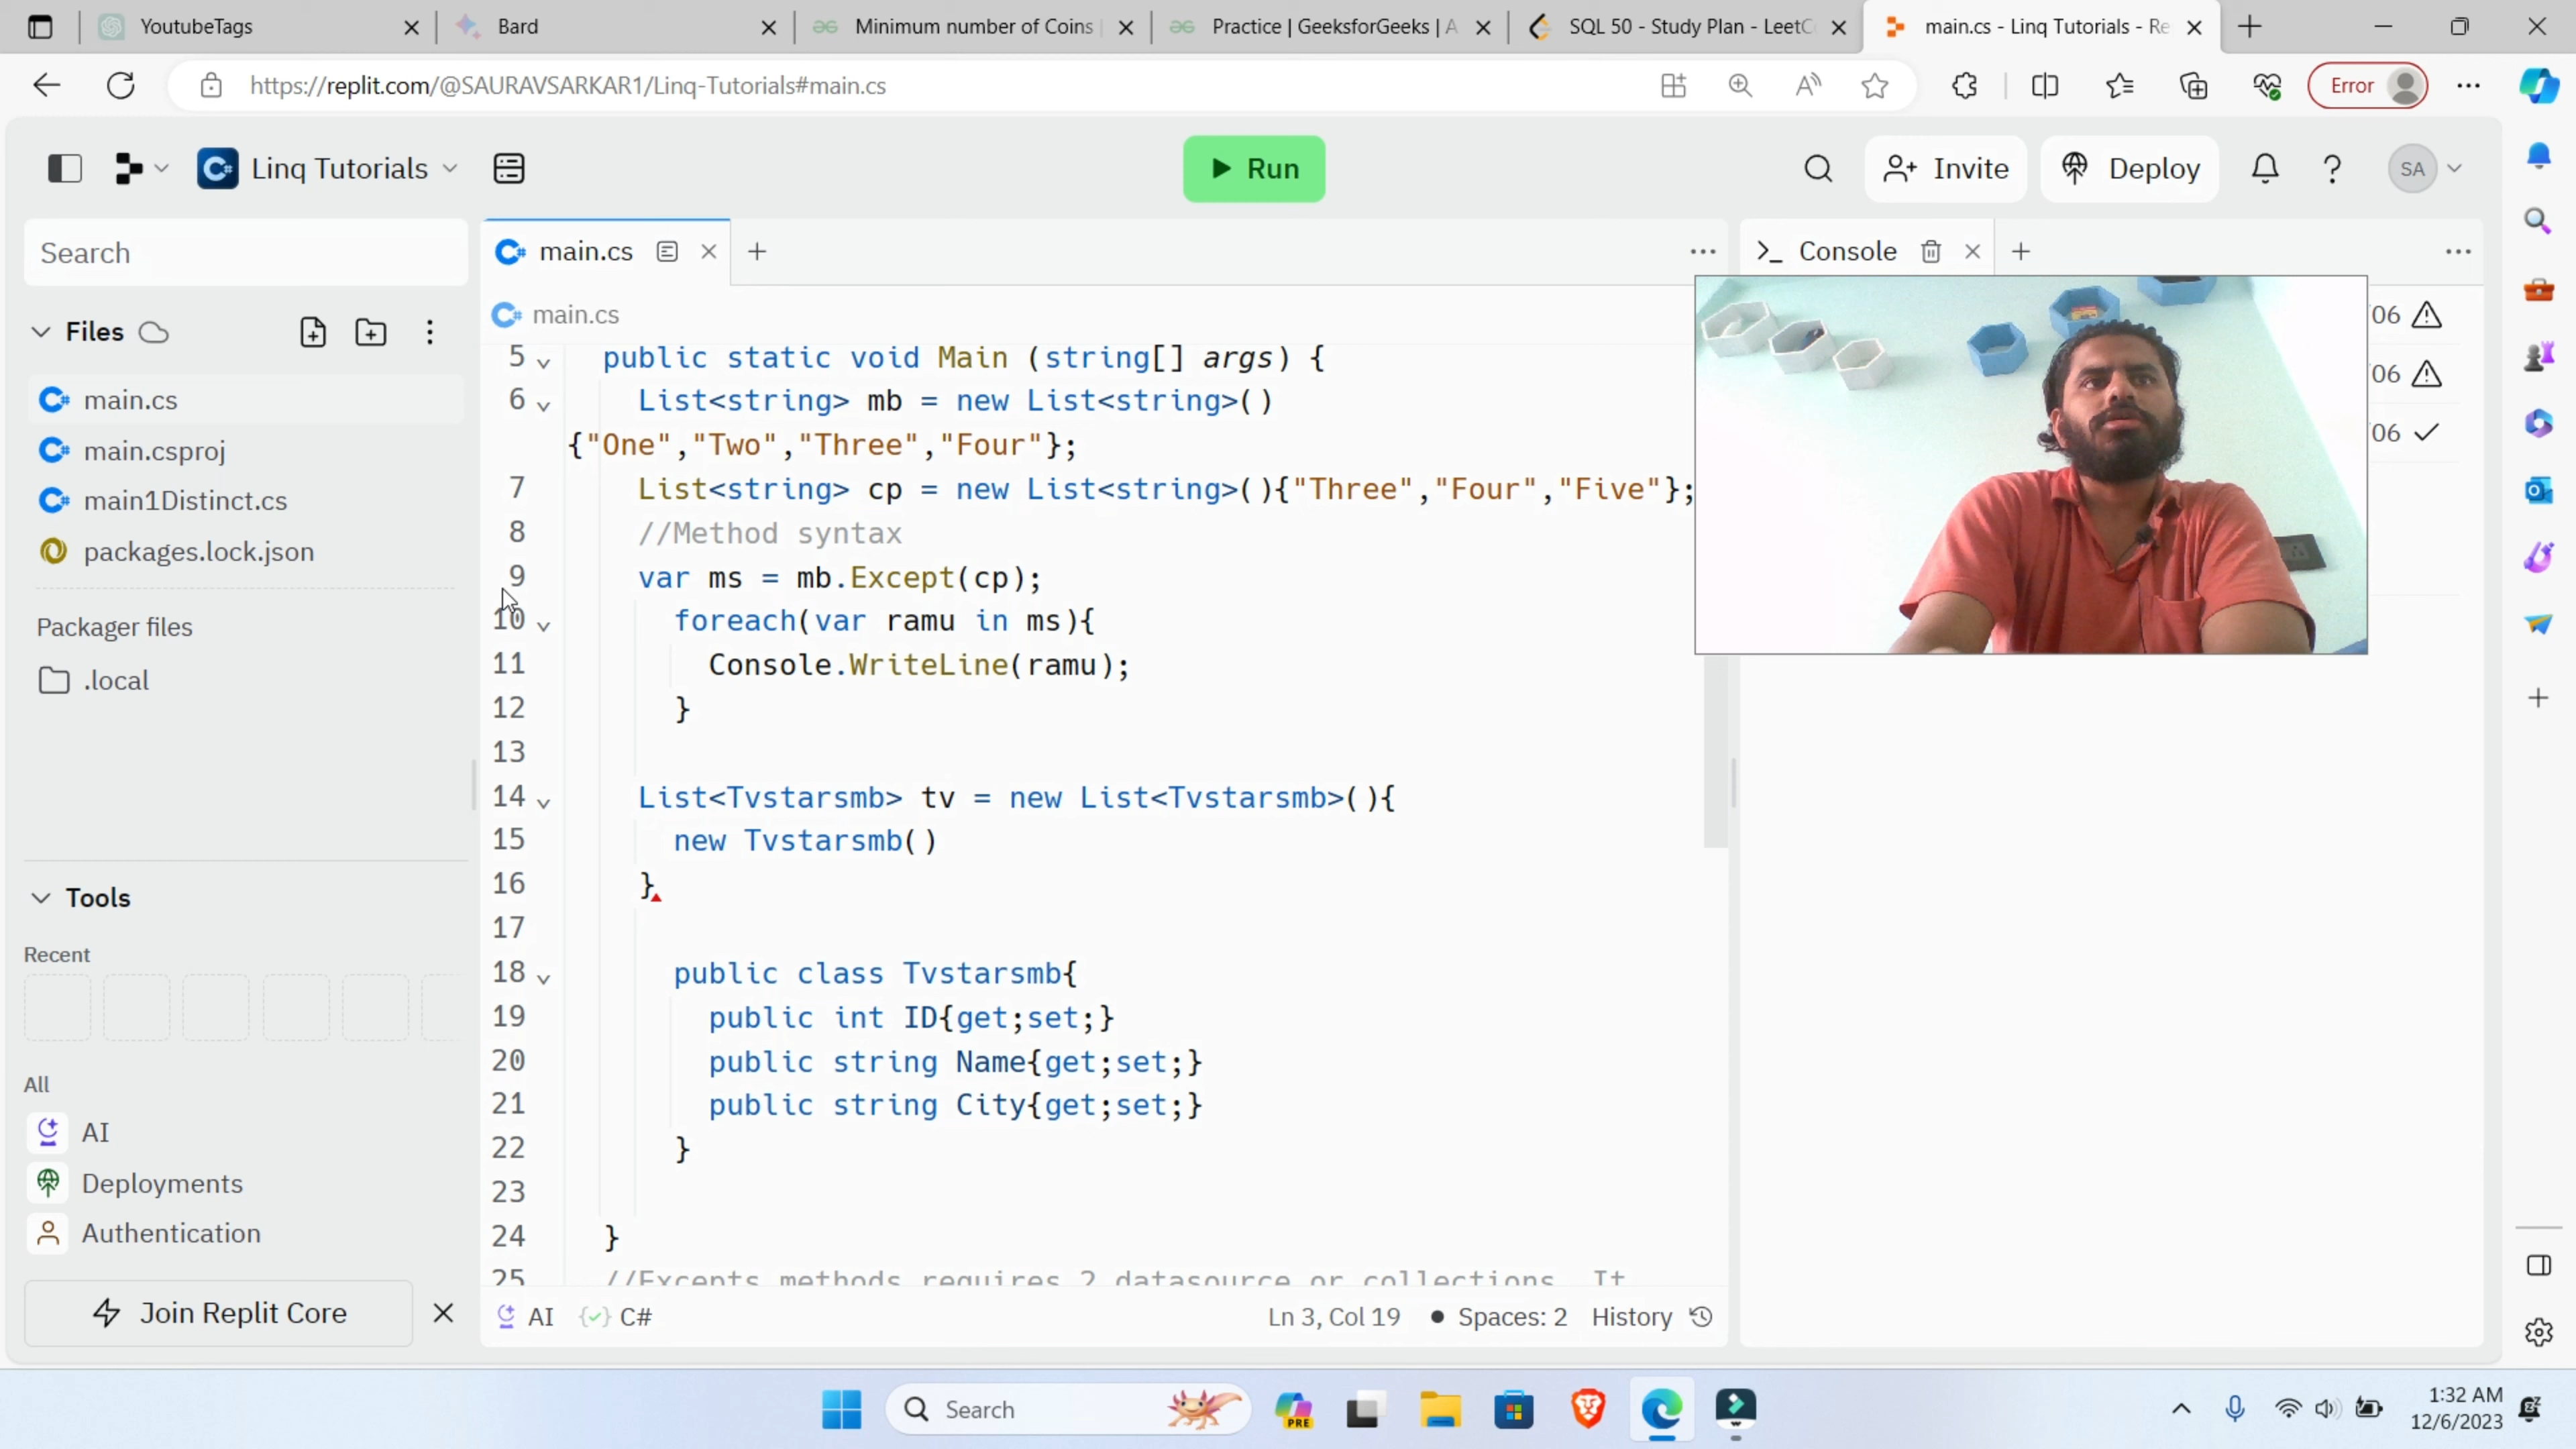 YoutubeTags
Bard
Minimum number of Coins
Practice | GeeksforGeeks | A
SQL 50 - Study Plan - LeetC
main.cs - Linq Tutorials - Re
https://replit.com/@SAURAVSARKAR1/Linq-Tutorials#main.cs
Error
Linq Tutorials
Run
Invite
Deploy
SA
Search
main.cs
Console
Files
main.cs
main.csproj
main1Distinct.cs
packages.lock.json
Packager files
.local
Tools
Recent
All
AI
Deployments
Authentication
Join Replit Core
main.cs
5 public static void Main (string[] args) {
6 List<string> mb = new List<string>()
{"One","Two","Three","Four"};
7 List<string> cp = new List<string>(){"Three","Four","Five"};
8 //Method syntax
9 var ms = mb.Except(cp);
10 foreach(var ramu in ms){
11 Console.WriteLine(ramu);
12 }
13
14 List<Tvstarsmb> tv = new List<Tvstarsmb>(){
15 new Tvstarsmb()
16 }
17
18 public class Tvstarsmb{
19 public int ID{get;set;}
20 public string Name{get;set;}
21 public string City{get;set;}
22 }
23
24 }
25 //Excepts methods requires 2 datasource or collections. It
AI
C#
Ln 3, Col 19
Spaces: 2
History
06
06
06
Search
PRE
1:32 AM
12/6/2023